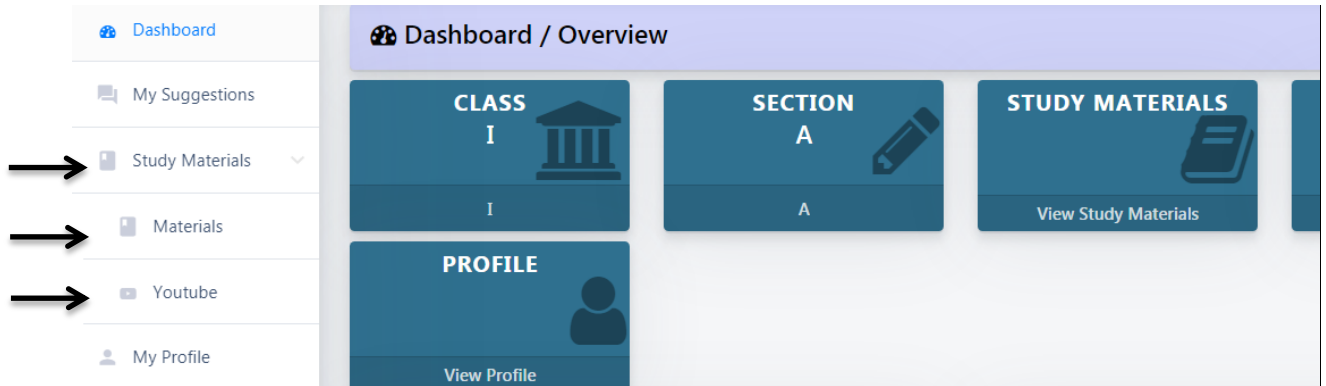 Dashboard
My Suggestions
Study Materials
Materials
Youtube
My Profile
Dashboard / Overview
CLASS
I
I
SECTION
A
A
STUDY MATERIALS
View Study Materials
PROFILE
View Profile